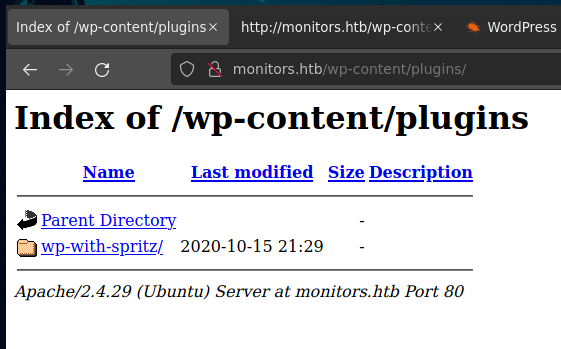 Index of /wp-content/plugins × http://monitors.htb/wp-conte × WordPress
monitors.htb/wp-content/plugins/
Index of /wp-content/plugins
Name Last modified Size Description
Parent Directory -
wp-with-spritz/ 2020-10-15 21:29 -
Apache/2.4.29 (Ubuntu) Server at monitors.htb Port 80